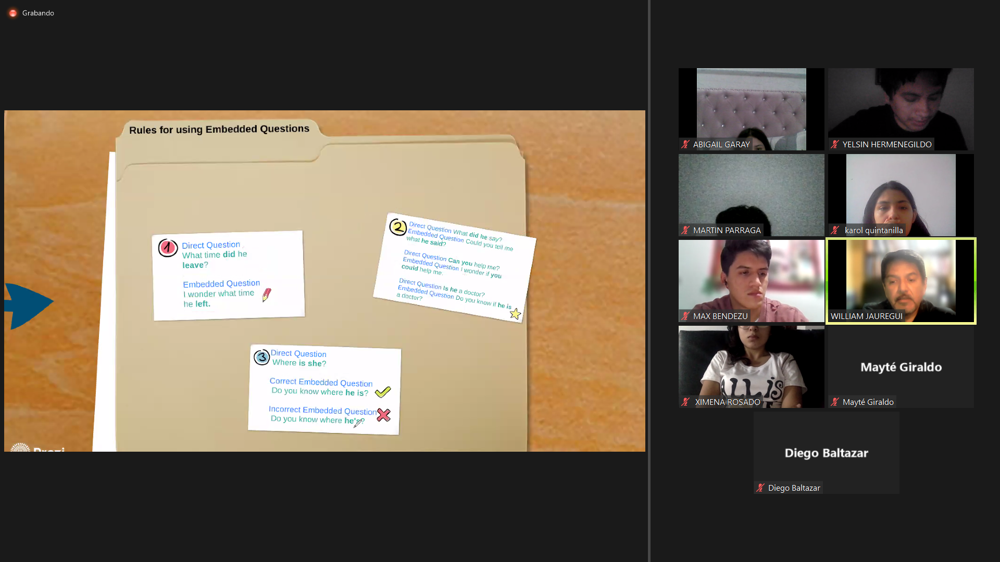 Grabando
Rules for using Embedded Questions
1
Direct Question
What time did he
leave?
Embedded Question
I wonder what time
he left.
2
Direct Question What did he say?
Embedded Question Could you tell me
what he said?
Direct Question Can you help me?
Embedded Question I wonder if you
could help me.
Direct Question Is he a doctor?
Embedded Question Do you know if he is
a doctor?
3
Direct Question
Where is she?
Correct Embedded Question
Do you know where he is?
Incorrect Embedded Question
Do you know where he's?
Prezi
ABIGAIL GARAY
YELSIN HERMENEGILDO
MARTIN PARRAGA
karol quintanilla
MAX BENDEZU
WILLIAM JAUREGUI
XIMENA ROSADO
Mayté Giraldo
Mayté Giraldo
Diego Baltazar
Diego Baltazar